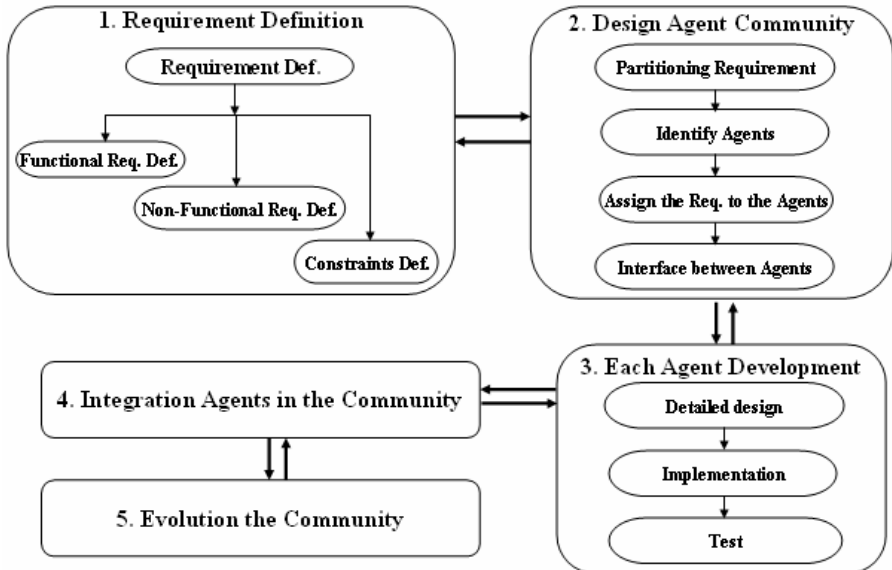 1. Requirement Definition
Requirement Def.
Functional Req. Def.
Non-Functional Req. Def.
Constraints Def.
2. Design Agent Community
Partitioning Requirement
Identify Agents
Assign the Req. to the Agents
Interface between Agents
3. Each Agent Development
Detailed design
Implementation
Test
4. Integration Agents in the Community
5. Evolution the Community